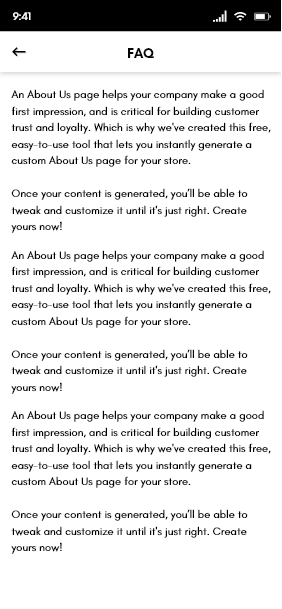 9:41
FAQ
An About Us page helps your company make a good
first impression, and is critical for building customer
trust and loyalty. Which is why we've created this free,
easy-to-use tool that lets you instantly generate a
custom About Us page for your store.
Once your content is generated, you'll be able to
tweak and customize it until it's just right. Create
yours now!
An About Us page helps your company make a good
first impression, and is critical for building customer
trust and loyalty. Which is why we've created this free,
easy-to-use tool that lets you instantly generate a
custom About Us page for your store.
Once your content is generated, you'll be able to
tweak and customize it until it's just right. Create
yours now!
An About Us page helps your company make a good
first impression, and is critical for building customer
trust and loyalty. Which is why we've created this free,
easy-to-use tool that lets you instantly generate a
custom About Us page for your store.
Once your content is generated, you'll be able to
tweak and customize it until it's just right. Create
yours now!